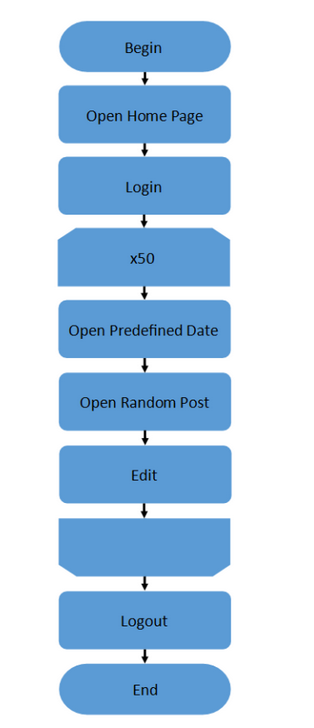 Begin
Open Home Page
Login
x50
Open Predefined Date
Open Random Post
Edit
Logout
End